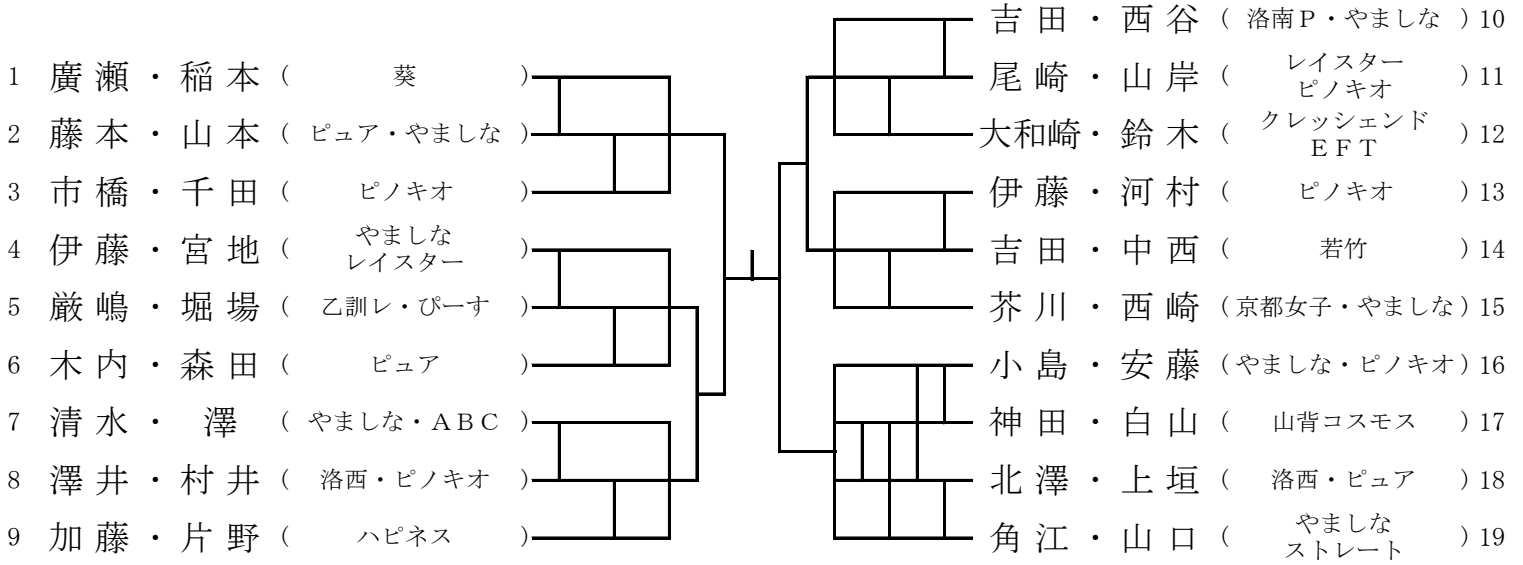 1 廣瀬・稲本 ( 葵 )
2 藤本・山本 ( ピュア・やましな )
3 市橋・千田 ( ピノキオ )
4 伊藤・宮地 ( やましな
レイスター )
5 厳嶋・堀場 ( 乙訓レ・ぴーす )
6 木内・森田 ( ピュア )
7 清水・澤 ( やましな・ＡＢＣ )
8 澤井・村井 ( 洛西・ピノキオ )
9 加藤・片野 ( ハピネス )
吉田・西谷 ( 洛南Ｐ・やましな ) 10
尾崎・山岸 ( レイスター
ピノキオ ) 11
大和崎・鈴木 ( クレッシェンド
ＥＦＴ ) 12
伊藤・河村 ( ピノキオ ) 13
吉田・中西 ( 若竹 ) 14
芥川・西崎 ( 京都女子・やましな ) 15
小島・安藤 ( やましな・ピノキオ ) 16
神田・白山 ( 山背コスモス ) 17
北澤・上垣 ( 洛西・ピュア ) 18
角江・山口 ( やましな
ストレート ) 19